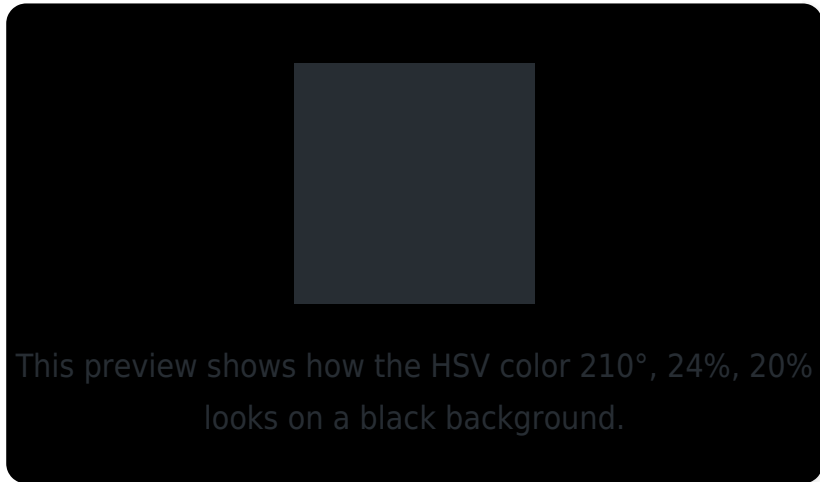 This preview shows how the HSV color 210°, 24%, 20%
looks on a black background.